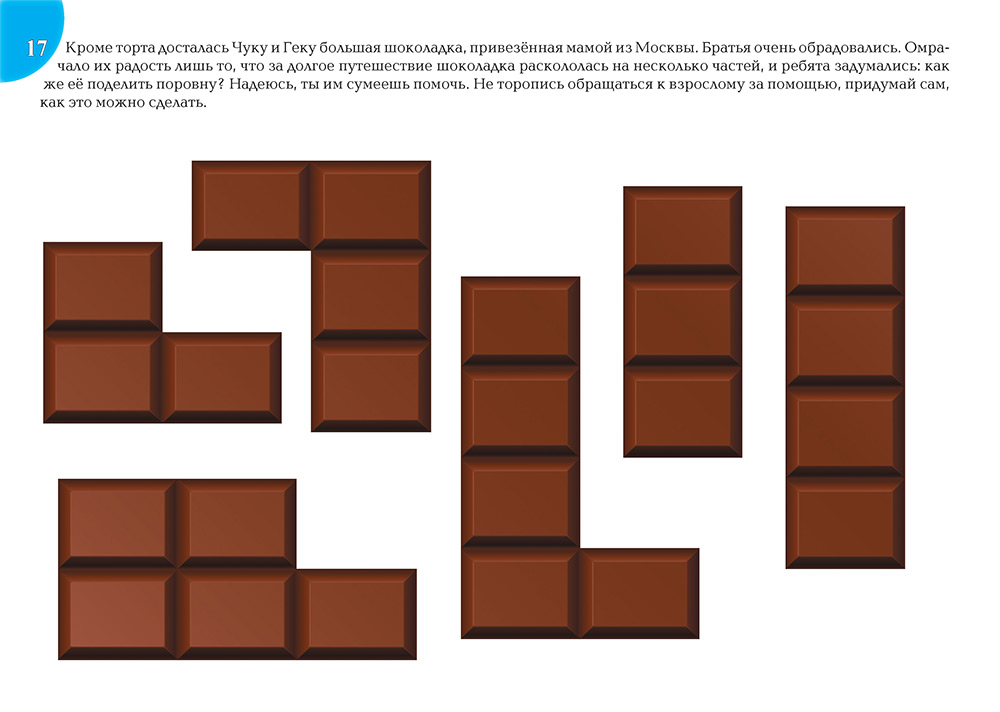 17 Кроме торта досталась Чуку и Геку большая шоколадка, привезённая мамой из Москвы. Братья очень обрадовались. Омра-
чало их радость лишь то, что за долгое путешествие шоколадка раскололась на несколько частей, и ребята задумались: как
же её поделить поровну? Надеюсь, ты им сумеешь помочь. Не торопись обращаться к взрослому за помощью, придумай сам,
как это можно сделать.